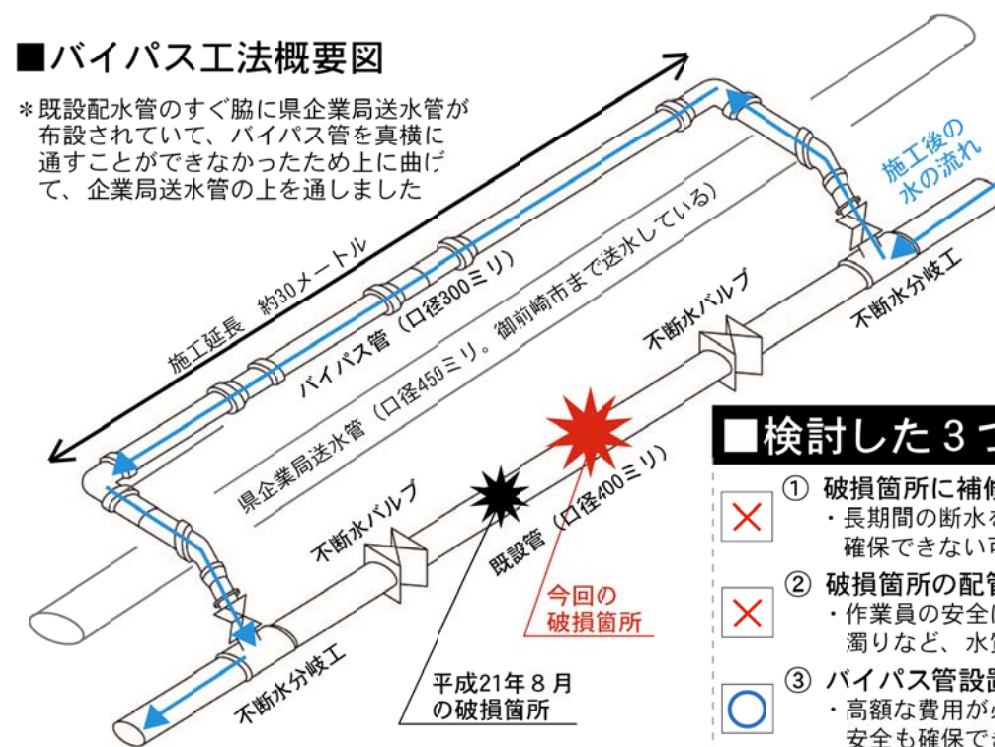 ■バイパス工法概要図
*既設配水管のすぐ脇に県企業局送水管が
布設されていて、バイパス管を真横に
通すことができなかったため上に曲げ
て、企業局送水管の上を通しました
施工後の
水の流れ
施工延長 約30メートル
バイパス管（口径300ミリ）
県企業局送水管（口径450ミリ。御前崎市まで送水している）
不断水バルブ
不断水分岐工
不断水バルブ
既設管（口径400ミリ）
不断水分岐工
今回の
破損箇所
平成21年８月
の破損箇所
■検討した３つ
① 破損箇所に補修
・長期間の断水を
確保できない可
② 破損箇所の配管
・作業員の安全
濁りなど、水質
③ バイパス管設置
・高額な費用が必
安全も確保でき